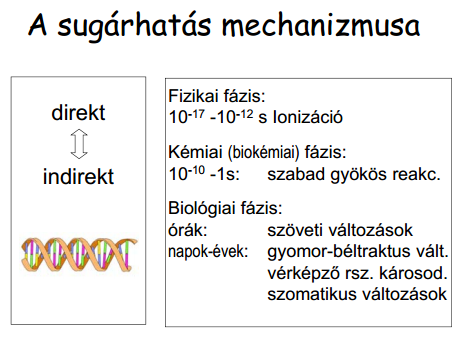 A sugárhatás mechanizmusa
direkt
indirekt
Fizikai fázis:
10-17 -10-12 s Ionizáció
Kémiai (biokémiai) fázis:
10-10 -1s: szabad gyökös reakc.
Biológiai fázis:
órák: szöveti változások
napok-évek: gyomor-béltraktus vált.
vérképző rsz. károsod.
szomatikus változások